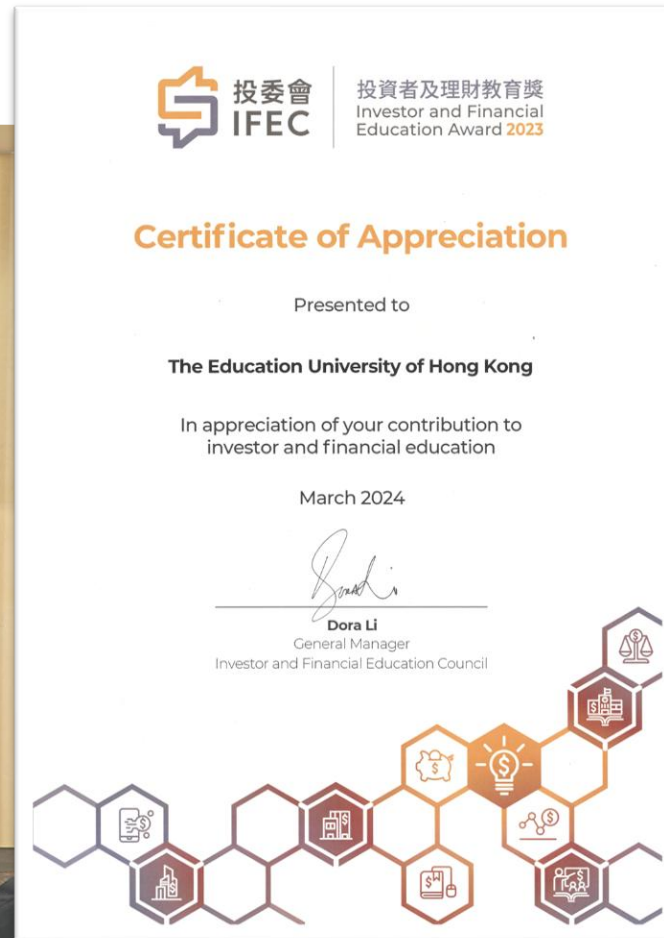 投委會
IFEC
投資者及理財教育獎
Investor and Financial
Education Award 2023
Certificate of Appreciation
Presented to
The Education University of Hong Kong
In appreciation of your contribution to
investor and financial education
March 2024
Dora Li
General Manager
Investor and Financial Education Council